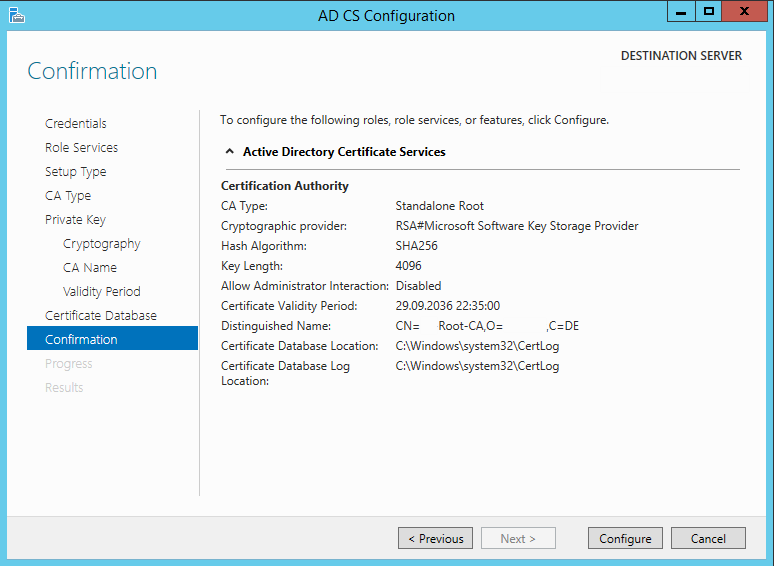 AD CS Configuration
Confirmation
DESTINATION SERVER
Credentials
Role Services
Setup Type
CA Type
Private Key
Cryptography
CA Name
Validity Period
Certificate Database
Confirmation
Progress
Results
To configure the following roles, role services, or features, click Configure.
Active Directory Certificate Services
Certification Authority
CA Type: Standalone Root
Cryptographic provider: RSA#Microsoft Software Key Storage Provider
Hash Algorithm: SHA256
Key Length: 4096
Allow Administrator Interaction: Disabled
Certificate Validity Period: 29.09.2036 22:35:00
Distinguished Name: CN= Root-CA,O= ,C=DE
Certificate Database Location: C:\Windows\system32\CertLog
Certificate Database Log C:\Windows\system32\CertLog
Location:
< Previous
Next >
Configure
Cancel